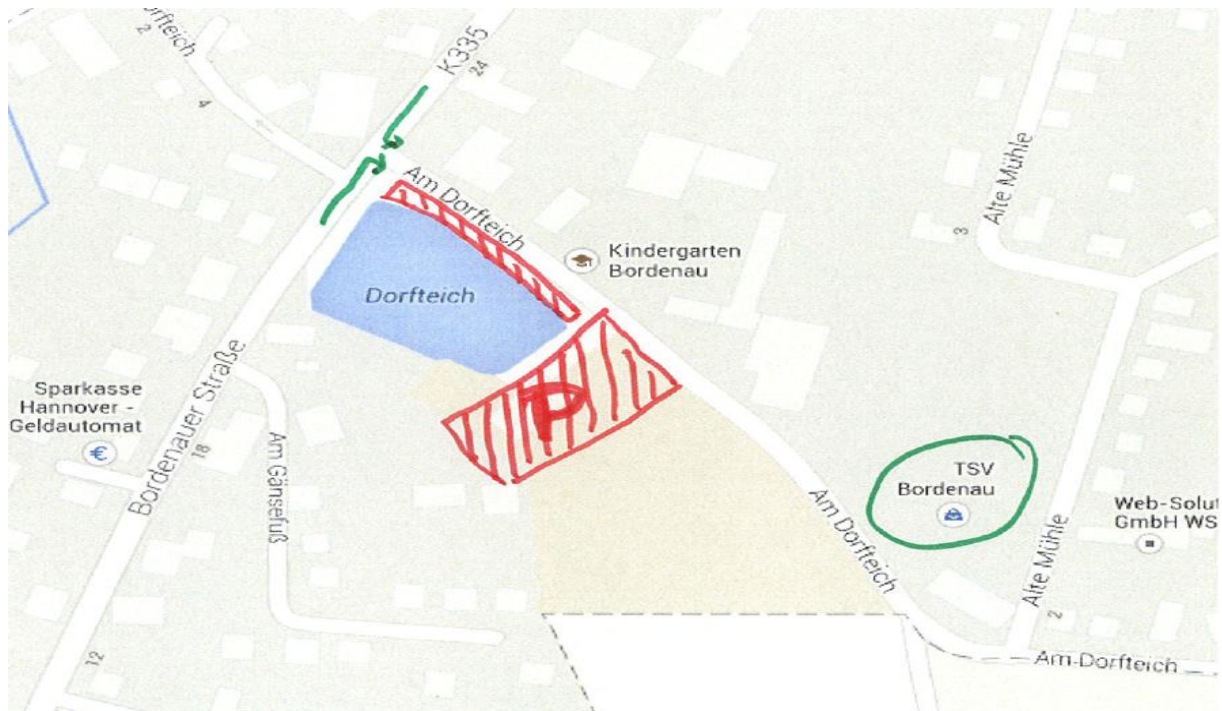 Dorfteich
2
4
K335
24
Am Dorfteich
Kindergarten
Bordenau
Dorfteich
Alte Mühle
3
Sparkasse
Hannover -
Geldautomat
€
Bordenauer Straße
18
Am Gänsefuß
P
TSV
Bordenau
Am Dorfteich
Web-Solut
GmbH WS
Alte Mühle
2
12
Am-Dorfteich